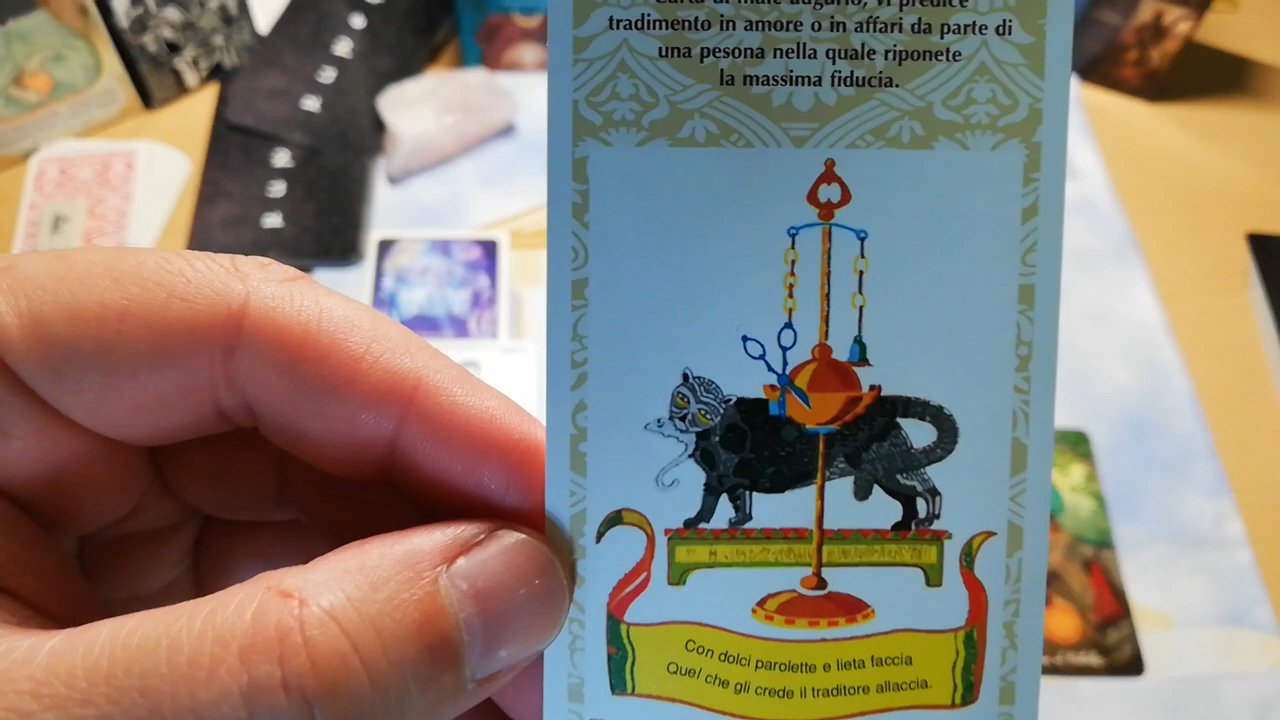 Carta di male augurio, vi predice
tradimento in amore o in affari da parte di
una pesona nella quale riponete
la massima fiducia.
Con dolci parolette e lieta faccia
Quel che gli crede il traditore allaccia.